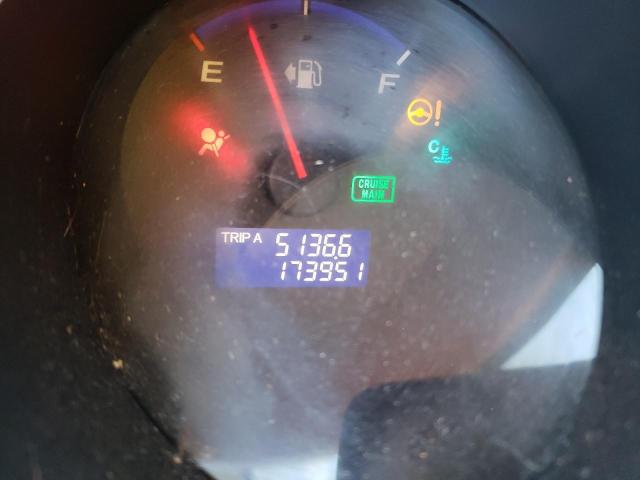 E
F
!
C
CRUISE
MAIN
TRIP A 5136.6
173951